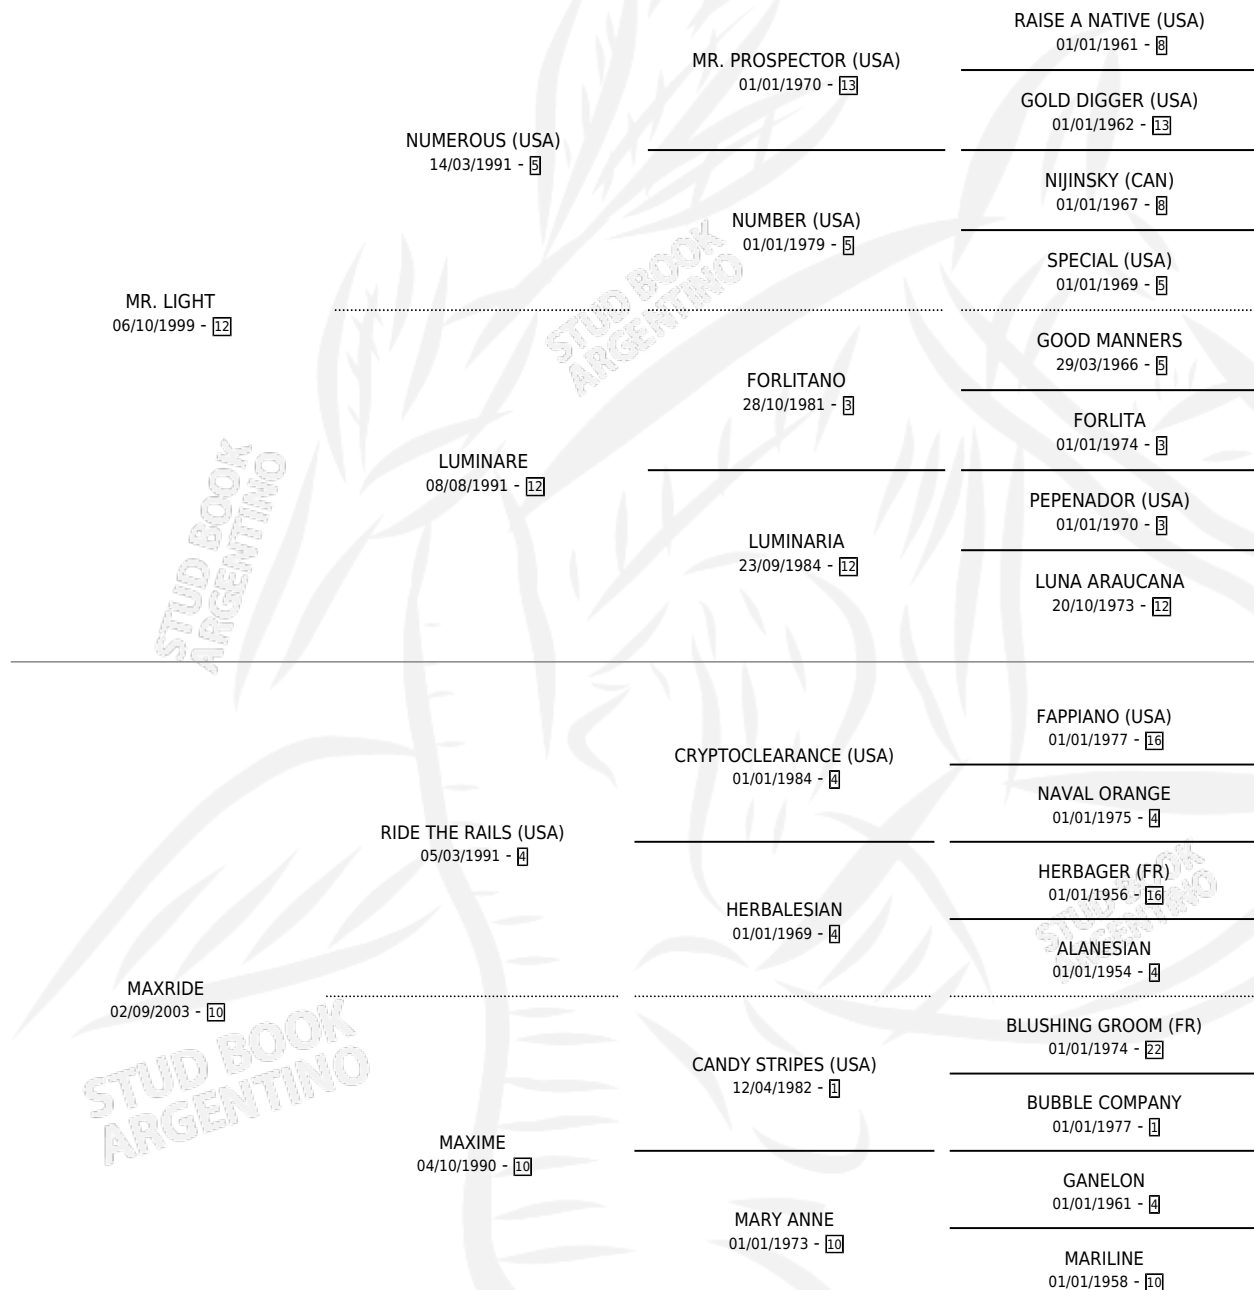 RAISE A NATIVE (USA)
01/01/1961 - 8
MR. PROSPECTOR (USA)
01/01/1970 - 13
GOLD DIGGER (USA)
01/01/1962 - 13
NUMEROUS (USA)
14/03/1991 - 5
NIJINSKY (CAN)
01/01/1967 - 8
NUMBER (USA)
01/01/1979 - 5
SPECIAL (USA)
01/01/1969 - 5
MR. LIGHT
06/10/1999 - 12
GOOD MANNERS
29/03/1966 - 5
FORLITANO
28/10/1981 - 3
FORLITA
01/01/1974 - 3
LUMINARE
08/08/1991 - 12
PEPENADOR (USA)
01/01/1970 - 3
LUMINARIA
23/09/1984 - 12
LUNA ARAUCANA
20/10/1973 - 12
FAPPIANO (USA)
01/01/1977 - 16
CRYPTOCLEARANCE (USA)
01/01/1984 - 4
NAVAL ORANGE
01/01/1975 - 4
RIDE THE RAILS (USA)
05/03/1991 - 4
HERBAGER (FR)
01/01/1956 - 16
HERBALESIAN
01/01/1969 - 4
ALANESIAN
01/01/1954 - 4
MAXRIDE
02/09/2003 - 10
BLUSHING GROOM (FR)
01/01/1974 - 22
CANDY STRIPES (USA)
12/04/1982 - 1
BUBBLE COMPANY
01/01/1977 - 1
MAXIME
04/10/1990 - 10
GANELON
01/01/1961 - 4
MARY ANNE
01/01/1973 - 10
MARILINE
01/01/1958 - 10
STUD BOOK
ARGENTINO
STUD BOOK
ARGENTINO
STUD BOOK
ARGENTINO
STUD BOOK
ARGENTINO